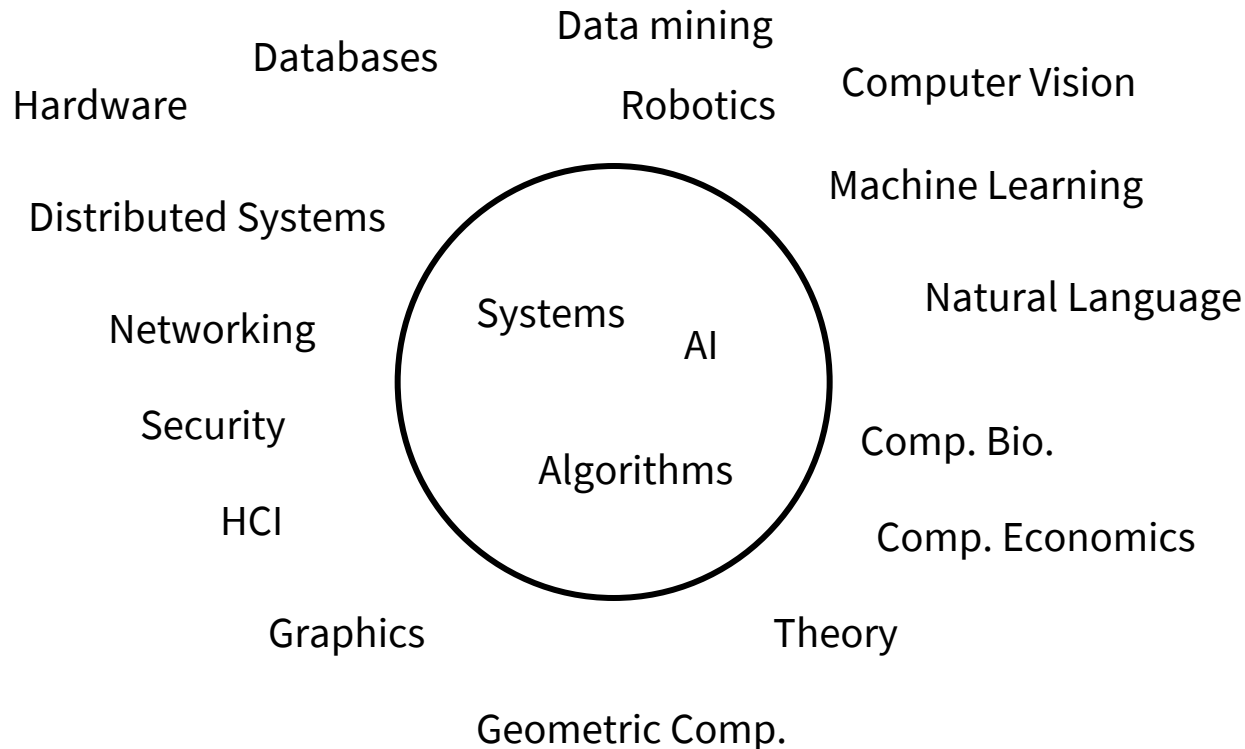 Data mining
Databases
Computer Vision
Hardware
Robotics
Machine Learning
Distributed Systems
Natural Language
Systems
Networking
AI
Security
Comp. Bio.
Algorithms
HCI
Comp. Economics
Graphics
Theory
Geometric Comp.